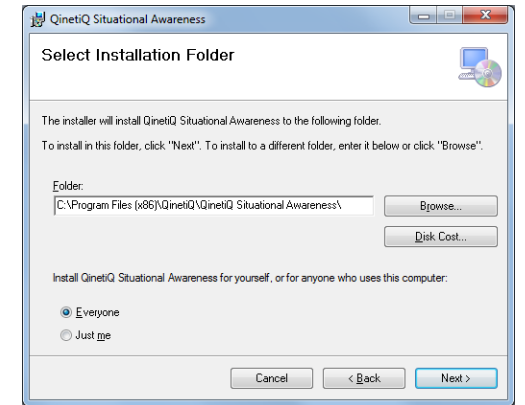 QinetiQ Situational Awareness
Select Installation Folder
The installer will install QinetiQ Situational Awareness to the following folder.
To install in this folder, click "Next". To install to a different folder, enter it below or click "Browse".
Folder:
C:\Program Files (x86)\QinetiQ\QinetiQ Situational Awareness\
Browse...
Disk Cost...
Install QinetiQ Situational Awareness for yourself, or for anyone who uses this computer:
Everyone
Just me
Cancel
< Back
Next >